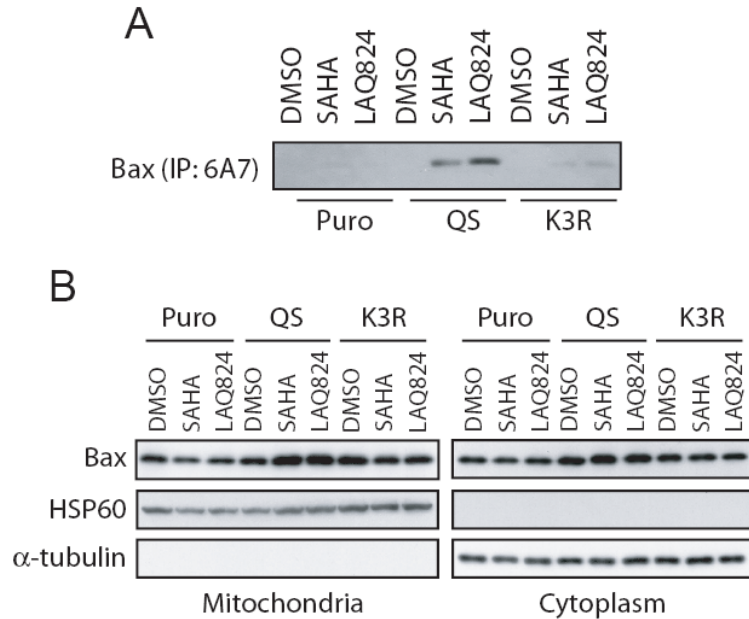 A
DMSO SAHA LAQ824 DMSO SAHA LAQ824 DMSO SAHA LAQ824
Bax (IP: 6A7)
Puro QS K3R
B
Puro QS K3R Puro QS K3R
DMSO SAHA LAQ824 DMSO SAHA LAQ824 DMSO SAHA LAQ824 DMSO SAHA LAQ824 DMSO SAHA LAQ824 DMSO SAHA LAQ824
Bax
HSP60
α-tubulin
Mitochondria Cytoplasm